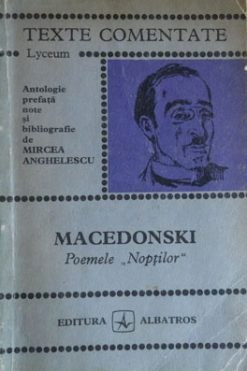 TEXTE COMENTATE
Lyceum
Antologie
prefață
note
și
bibliografie
de
MIRCEA
ANGHELESCU
MACEDONSKI
Poemele „Nopților“
EDITURA ALBATROS